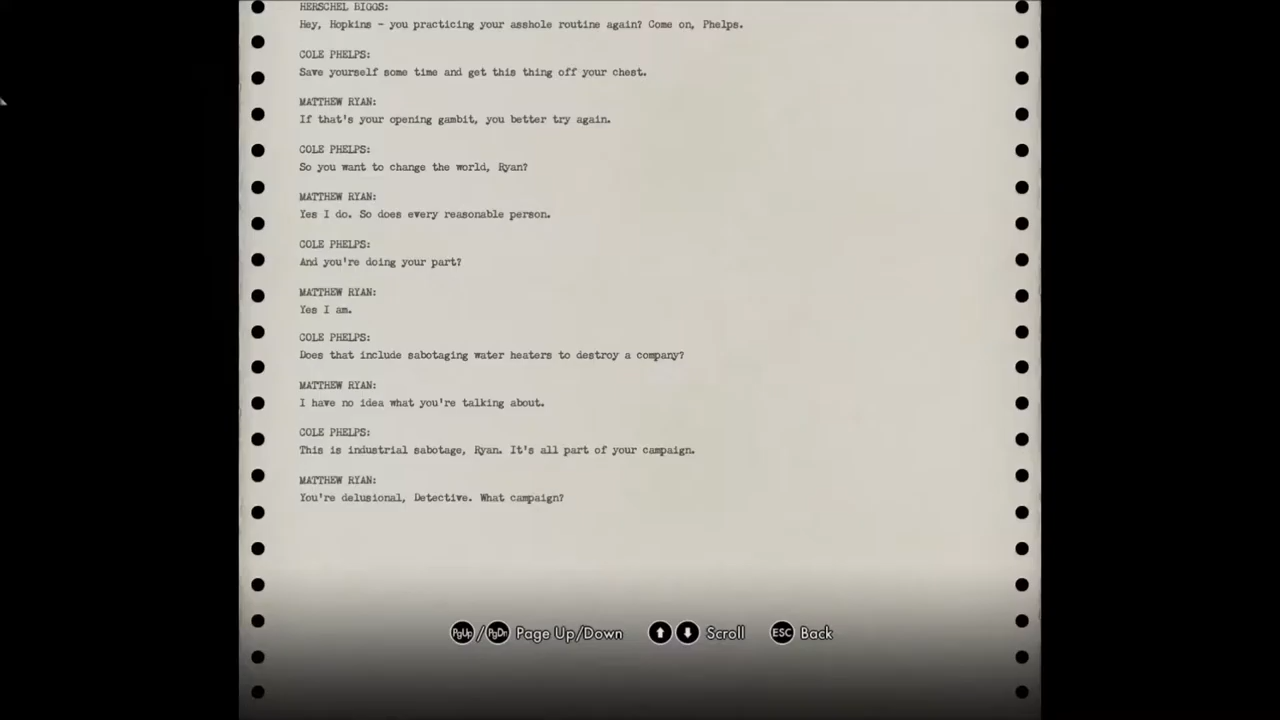 HERSCHEL BIGGS:
Hey, Hopkins - you practicing your asshole routine again? Come on, Phelps.
COLE PHELPS:
Save yourself some time and get this thing off your chest.
MATTHEW RYAN:
If that's your opening gambit, you better try again.
COLE PHELPS:
So you want to change the world, Ryan?
MATTHEW RYAN:
Yes I do. So does every reasonable person.
COLE PHELPS:
And you're doing your part?
MATTHEW RYAN:
Yes I am.
COLE PHELPS:
Does that include sabotaging water heaters to destroy a company?
MATTHEW RYAN:
I have no idea what you're talking about.
COLE PHELPS:
This is industrial sabotage, Ryan. It's all part of your campaign.
MATTHEW RYAN:
You're delusional, Detective. What campaign?
PgUp/PgDn Page Up/Down Scroll ESC Back